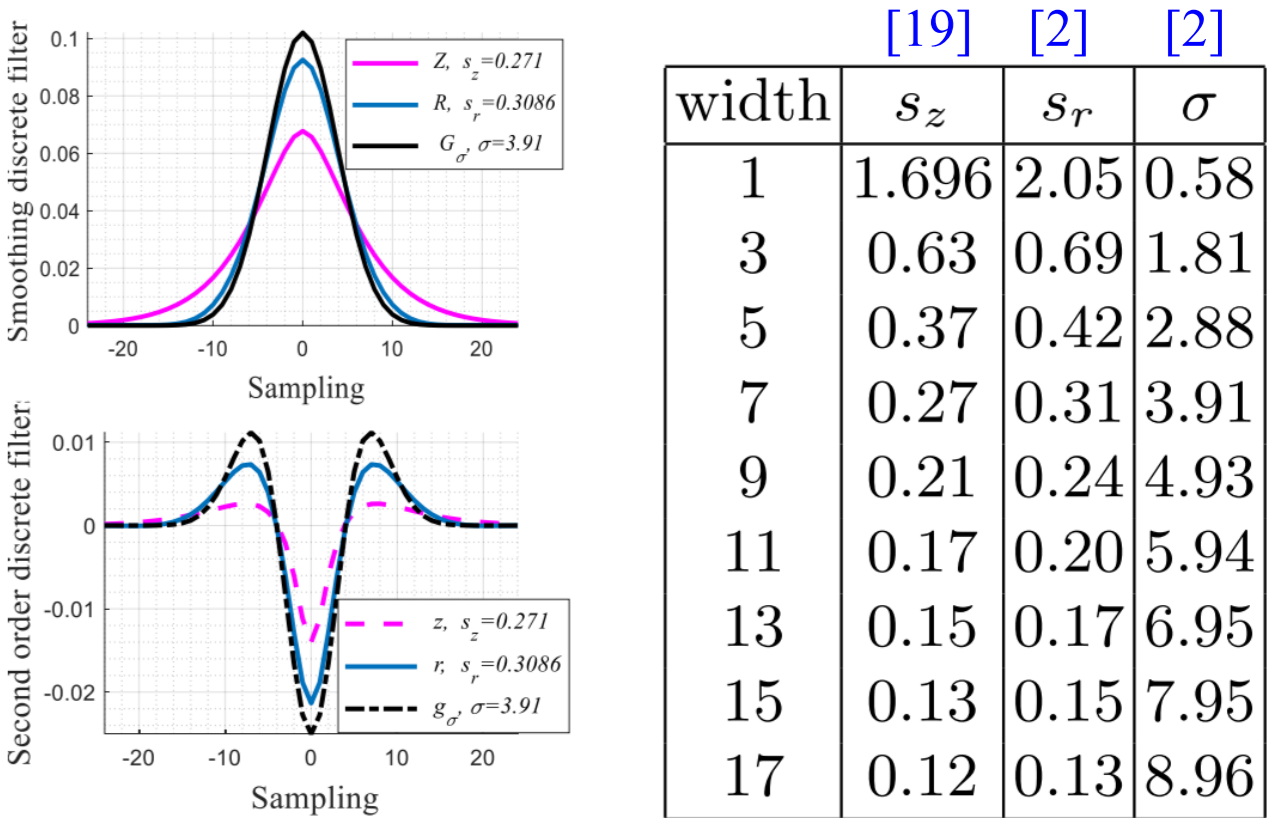 Smoothing discrete filter
0.1
0.08
0.06
0.04
0.02
0
-20 -10 0 10 20
Sampling
Z, s_z=0.271
R, s_r=0.3086
G_σ, σ=3.91
Second order discrete filters
0.01
0
-0.01
-0.02
-20 -10 0 10 20
Sampling
z, s_z=0.271
r, s_r=0.3086
g_σ, σ=3.91
[19] [2] [2]
width s_z s_r σ
1 1.696 2.05 0.58
3 0.63 0.69 1.81
5 0.37 0.42 2.88
7 0.27 0.31 3.91
9 0.21 0.24 4.93
11 0.17 0.20 5.94
13 0.15 0.17 6.95
15 0.13 0.15 7.95
17 0.12 0.13 8.96